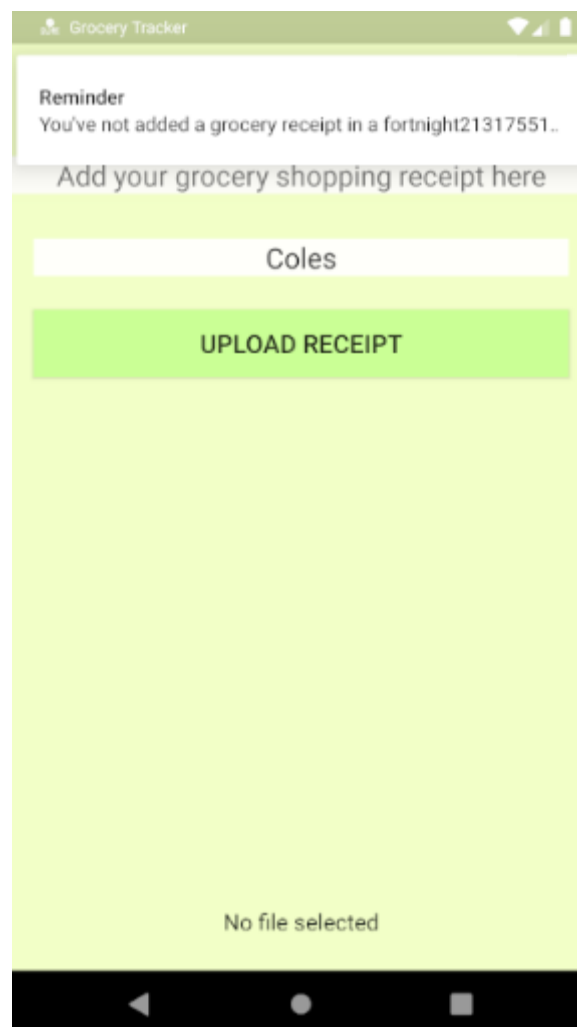 Grocery Tracker
Reminder
You've not added a grocery receipt in a fortnight21317551..
Add your grocery shopping receipt here
Coles
UPLOAD RECEIPT
No file selected